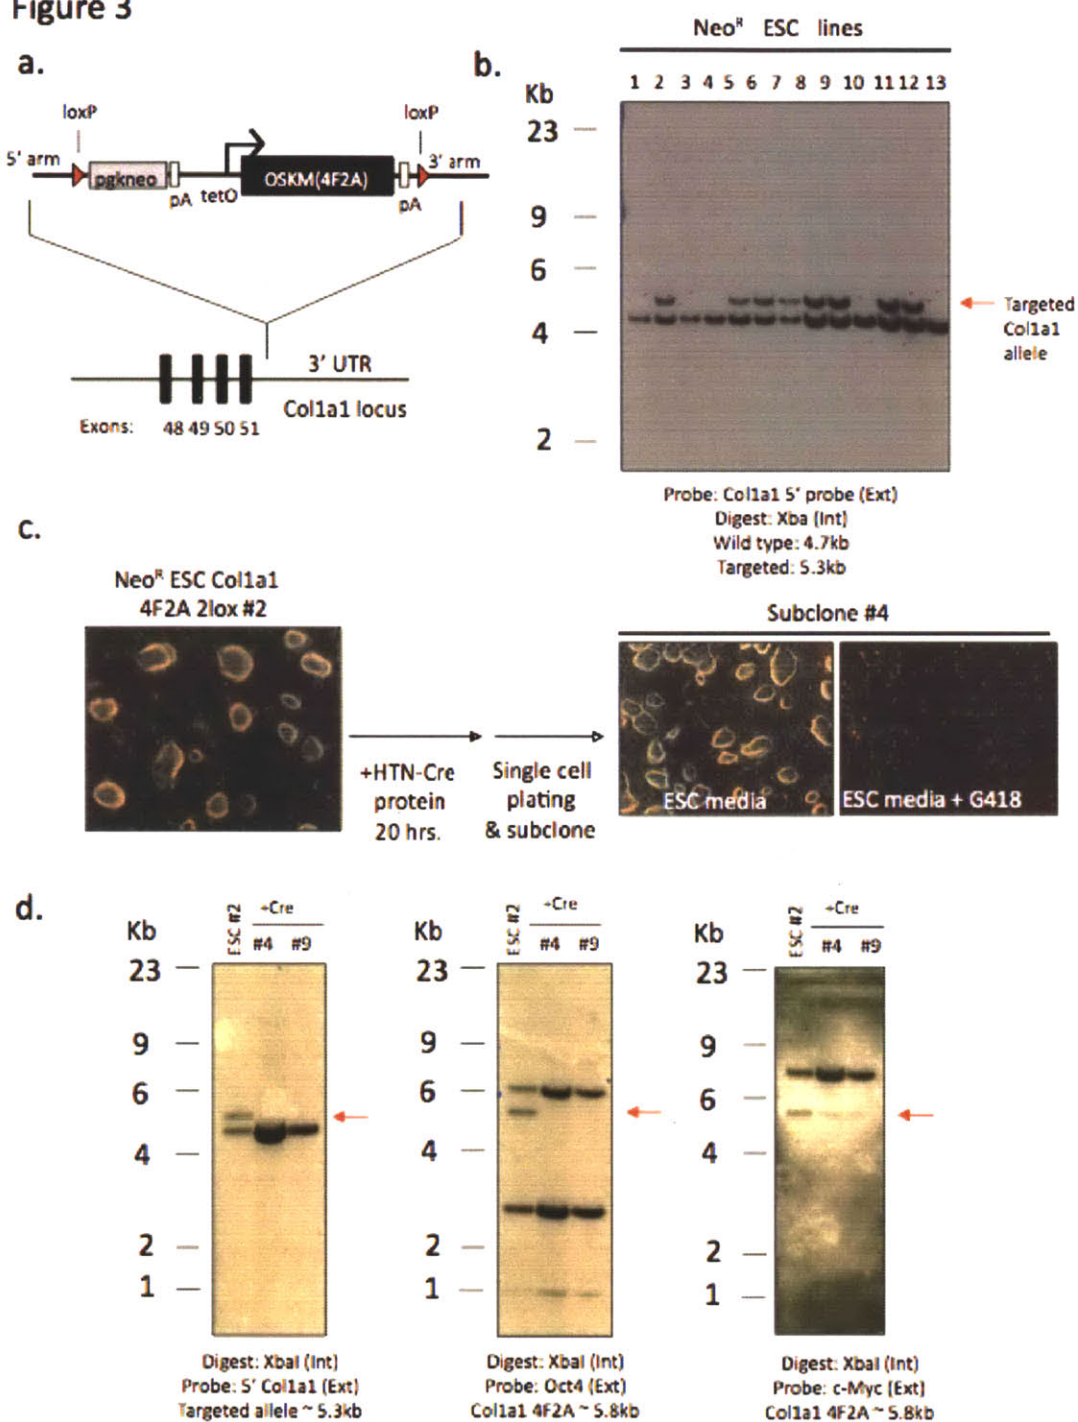 Figure 3
a.
loxP loxP
5' arm 3' arm
pgkneo OSKM(4F2A)
pA tetO pA
3' UTR
Col1a1 locus
Exons: 48 49 50 51
b.
Neoᴿ ESC lines
Kb 1 2 3 4 5 6 7 8 9 10 11 12 13
23
9
6
4
2
Targeted
Col1a1
allele
Probe: Col1a1 5' probe (Ext)
Digest: Xba (Int)
Wild type: 4.7kb
Targeted: 5.3kb
c.
Neoᴿ ESC Col1a1
4F2A 2lox #2
+HTN-Cre
protein
20 hrs.
Single cell
plating
& subclone
Subclone #4
ESC media
ESC media + G418
d.
Kb
ESC #2
+Cre
#4 #9
23
9
6
4
2
1
Digest: XbaI (Int)
Probe: 5' Col1a1 (Ext)
Targeted allele ~ 5.3kb
Kb
ESC #2
+Cre
#4 #9
23
9
6
4
2
1
Digest: XbaI (Int)
Probe: Oct4 (Ext)
Col1a1 4F2A ~ 5.8kb
Kb
ESC #2
+Cre
#4 #9
23
9
6
4
2
1
Digest: XbaI (Int)
Probe: c-Myc (Ext)
Col1a1 4F2A ~ 5.8kb